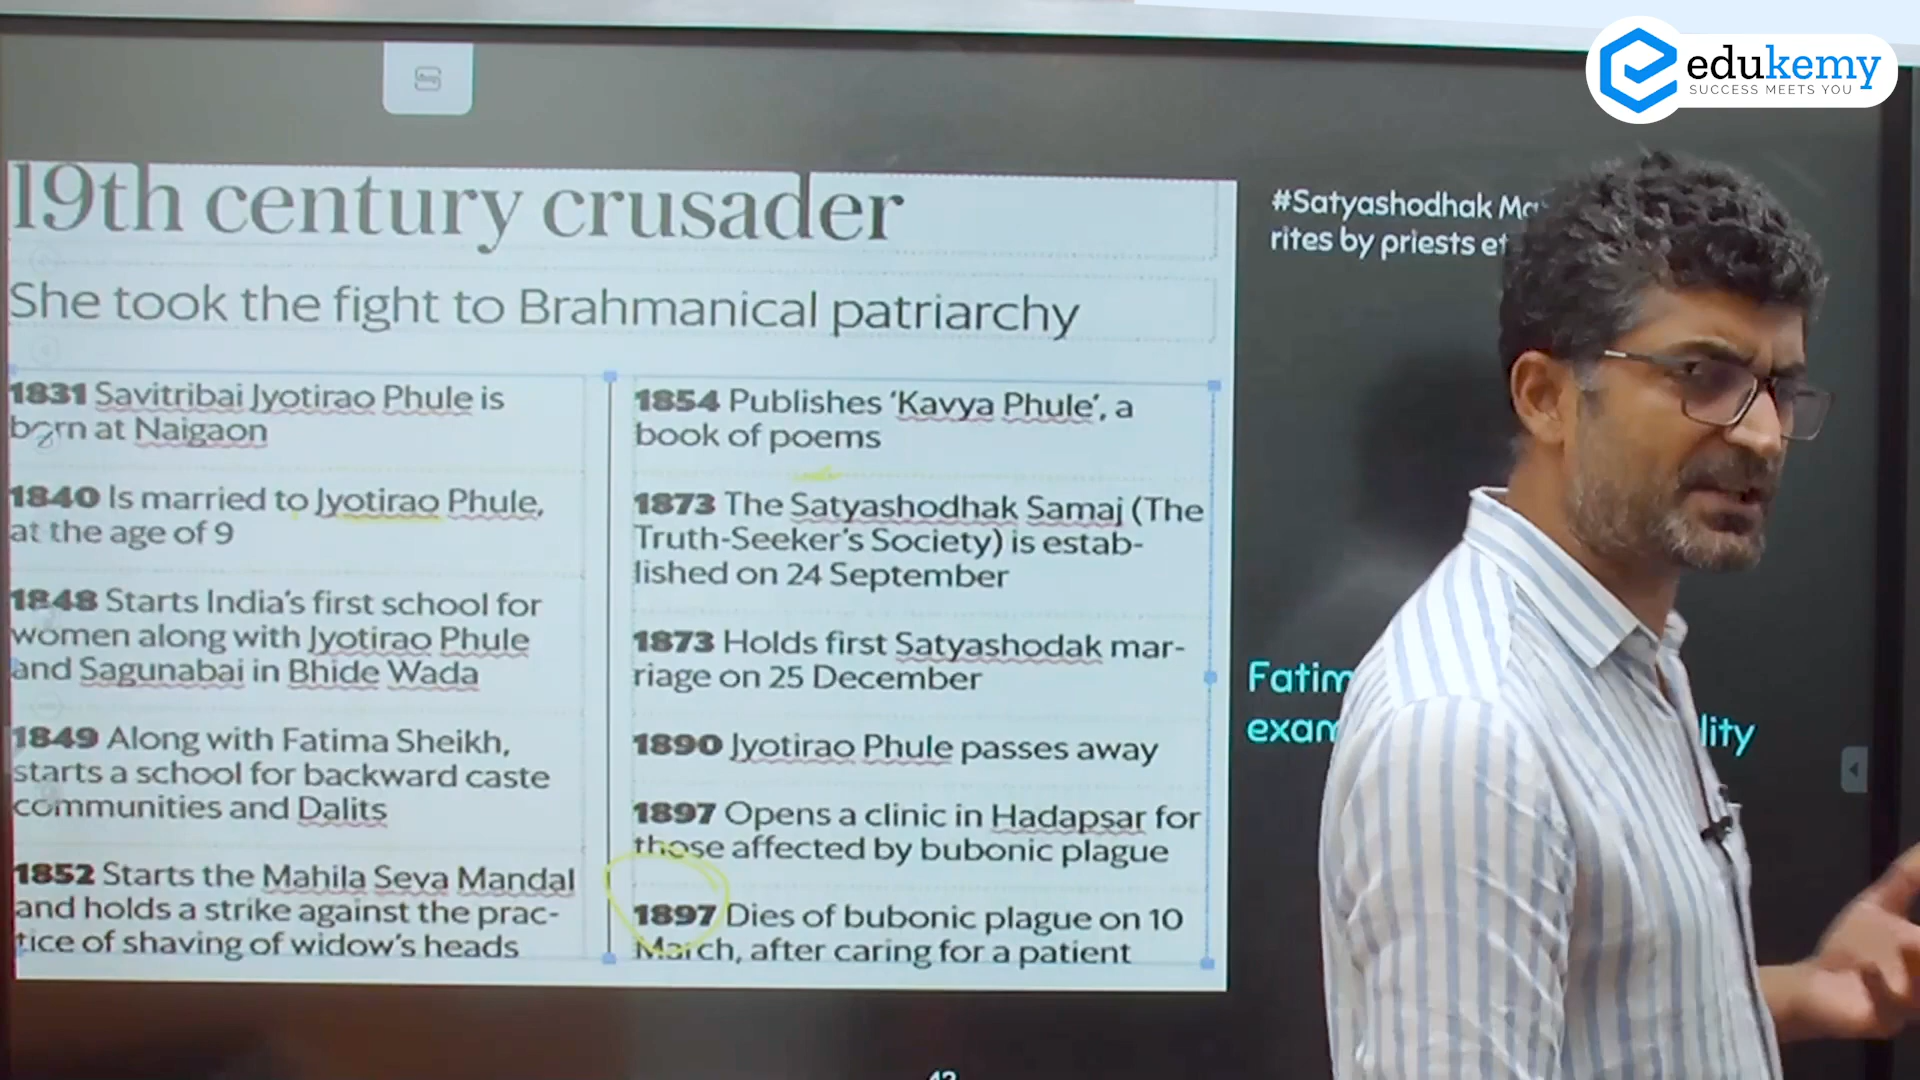 edukemy
SUCCESS MEETS YOU
19th century crusader
She took the fight to Brahmanical patriarchy
1831 Savitribai Jyotirao Phule is
born at Naigaon
1840 Is married to Jyotirao Phule,
at the age of 9
1848 Starts India's first school for
women along with Jyotirao Phule
and Sagunabai in Bhide Wada
1849 Along with Fatima Sheikh,
starts a school for backward caste
communities and Dalits
1852 Starts the Mahila Seva Mandal
and holds a strike against the prac-
tice of shaving of widow's heads
1854 Publishes 'Kavya Phule', a
book of poems
1873 The Satyashodhak Samaj (The
Truth-Seeker's Society) is estab-
lished on 24 September
1873 Holds first Satyashodak mar-
riage on 25 December
1890 Jyotirao Phule passes away
1897 Opens a clinic in Hadapsar for
those affected by bubonic plague
1897 Dies of bubonic plague on 10
March, after caring for a patient
#Satyashodhak
rites by priests